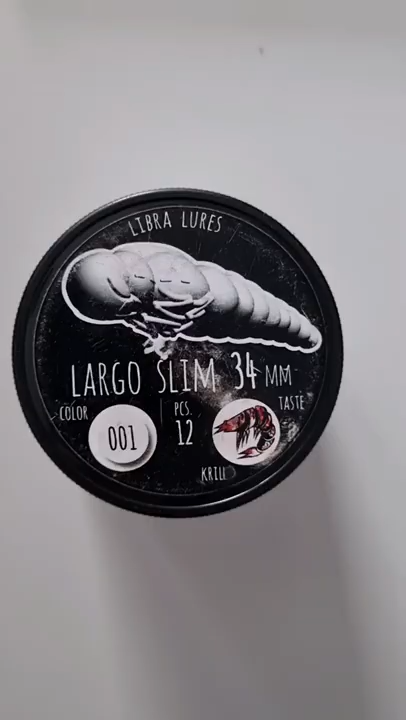 LIBRA LURES
LARGO SLIM 34 MM
COLOR
001
PCS.
12
TASTE
KRILL